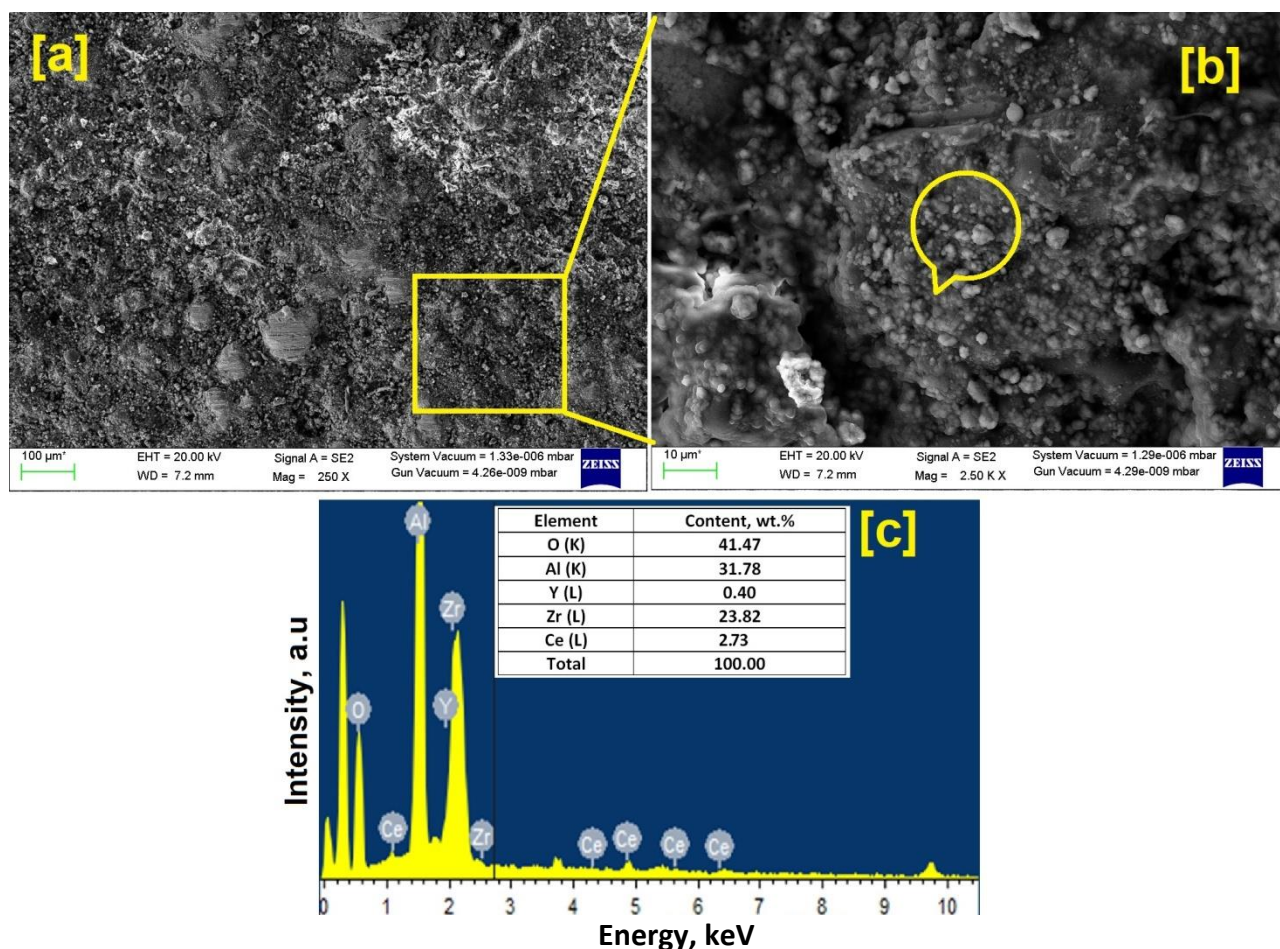 [a]
[b]
100 µm*
EHT = 20.00 kV
WD = 7.2 mm
Signal A = SE2
Mag = 250 X
System Vacuum = 1.33e-006 mbar
Gun Vacuum = 4.26e-009 mbar
ZEISS
10 µm*
EHT = 20.00 kV
WD = 7.2 mm
Signal A = SE2
Mag = 2.50 K X
System Vacuum = 1.29e-006 mbar
Gun Vacuum = 4.29e-009 mbar
ZEISS
[c]
Element Content, wt.%
O (K) 41.47
Al (K) 31.78
Y (L) 0.40
Zr (L) 23.82
Ce (L) 2.73
Total 100.00
Al
Zr
Y
O
Ce
Zr
Ce
Ce
Ce
Ce
Intensity, a.u
0 1 2 3 4 5 6 7 8 9 10
Energy, keV